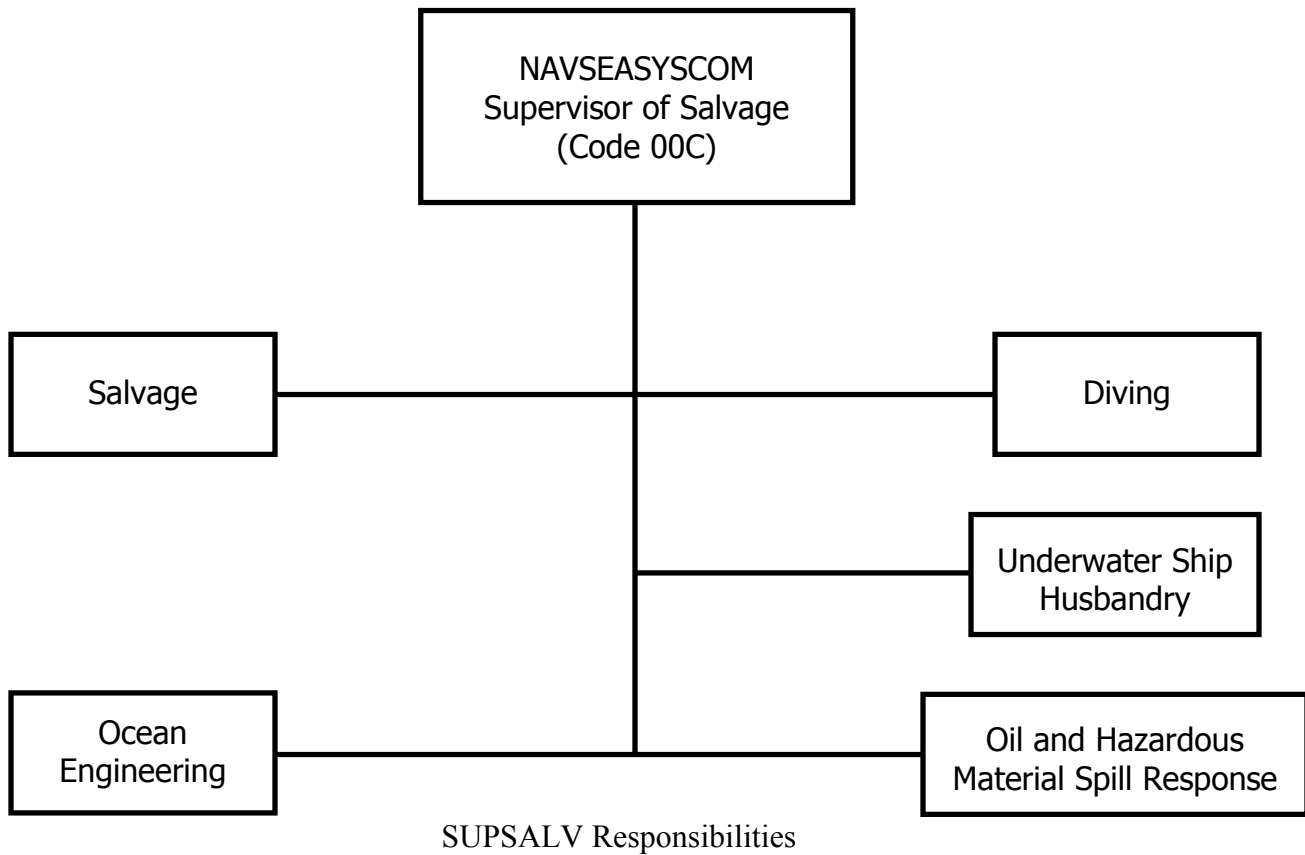 NAVSEASYSCOM
Supervisor of Salvage
(Code 00C)
Salvage
Diving
Underwater Ship
Husbandry
Ocean
Engineering
Oil and Hazardous
Material Spill Response
SUPSALV Responsibilities